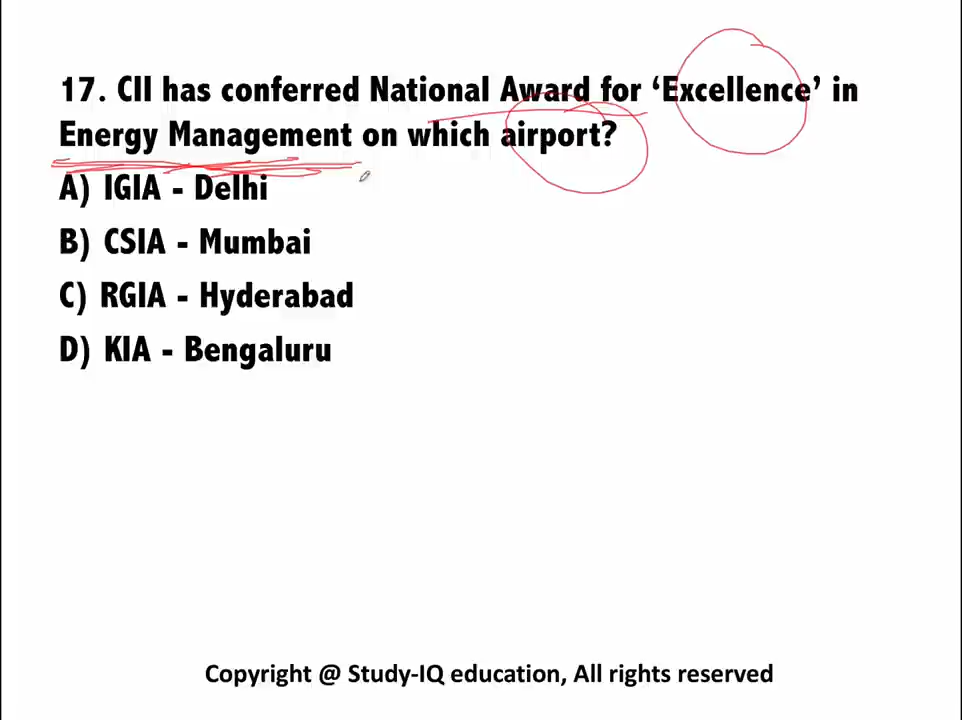 17. CII has conferred National Award for ‘Excellence’ in
Energy Management on which airport?
A) IGIA - Delhi
B) CSIA - Mumbai
C) RGIA - Hyderabad
D) KIA - Bengaluru
Copyright @ Study-IQ education, All rights reserved